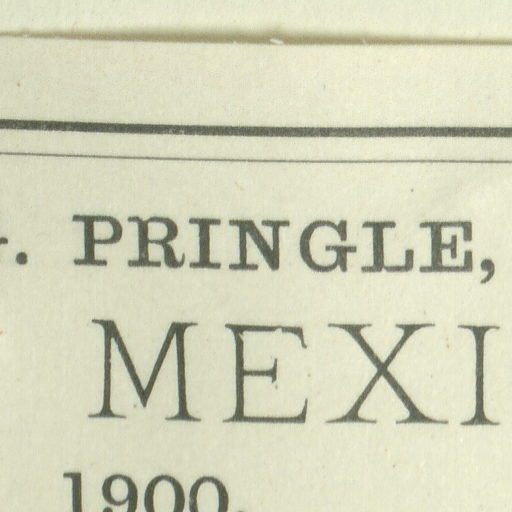 . PRINGLE,
MEXI
1900.